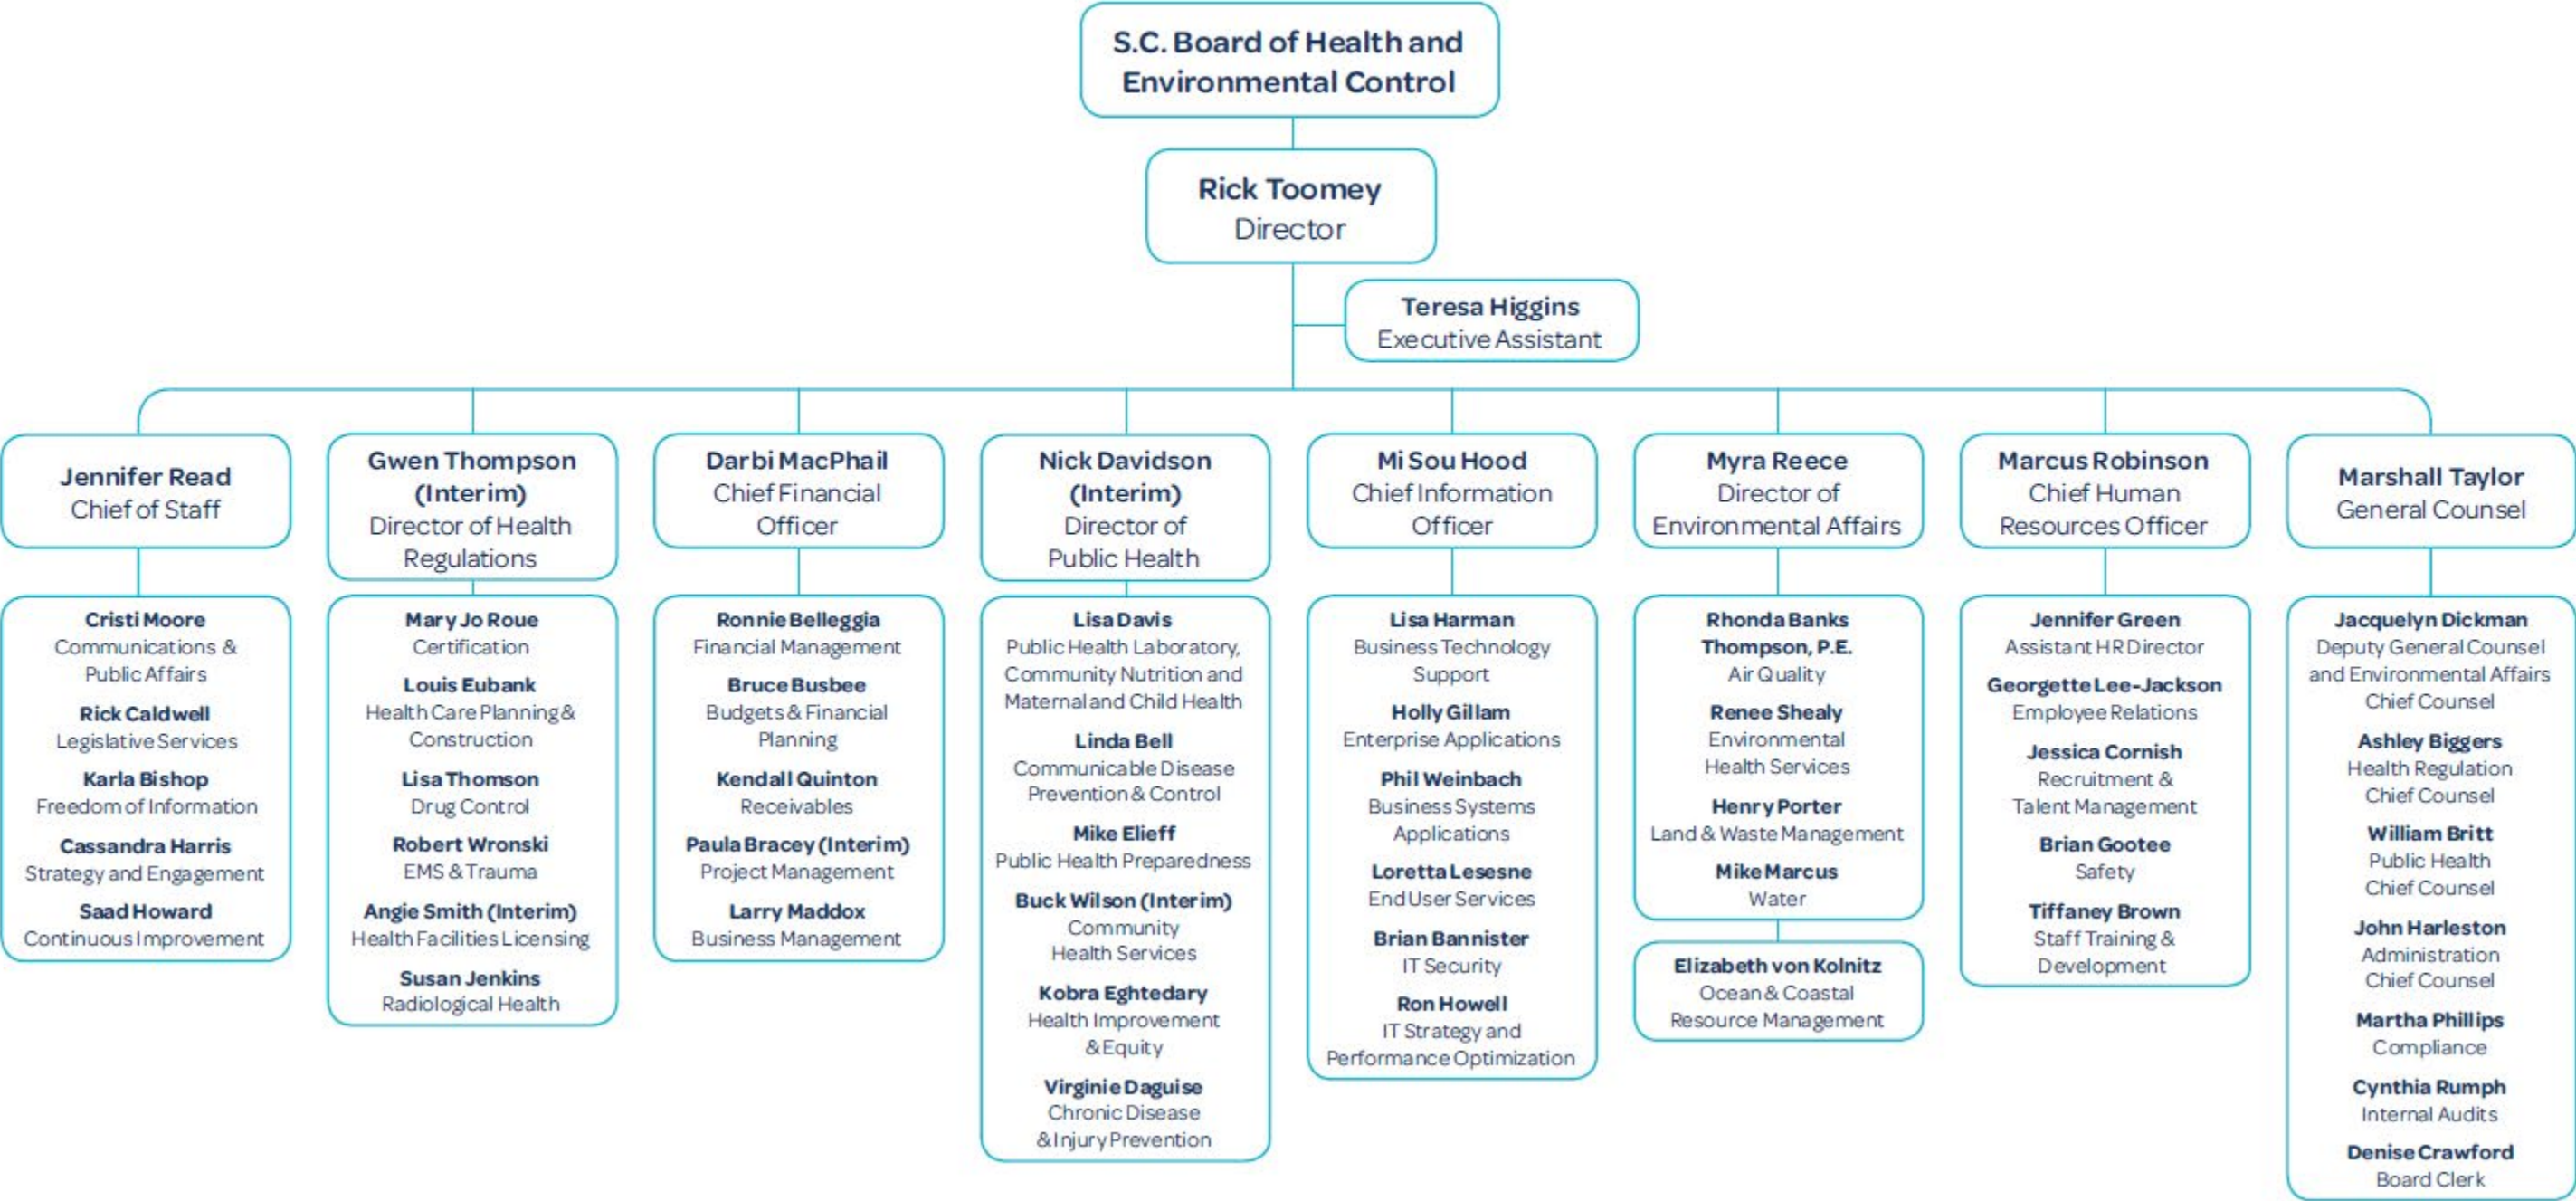 S.C. Board of Health and
Environmental Control
Rick Toomey
Director
Teresa Higgins
Executive Assistant
Jennifer Read
Chief of Staff
Cristi Moore
Communications &
Public Affairs
Rick Caldwell
Legislative Services
Karla Bishop
Freedom of Information
Cassandra Harris
Strategy and Engagement
Saad Howard
Continuous Improvement
Gwen Thompson
(Interim)
Director of Health
Regulations
Mary Jo Roue
Certification
Louis Eubank
Health Care Planning &
Construction
Lisa Thomson
Drug Control
Robert Wronski
EMS & Trauma
Angie Smith (Interim)
Health Facilities Licensing
Susan Jenkins
Radiological Health
Darbi MacPhail
Chief Financial
Officer
Ronnie Belleggia
Financial Management
Bruce Busbee
Budgets & Financial
Planning
Kendall Quinton
Receivables
Paula Bracey (Interim)
Project Management
Larry Maddox
Business Management
Nick Davidson
(Interim)
Director of
Public Health
Lisa Davis
Public Health Laboratory,
Community Nutrition and
Maternal and Child Health
Linda Bell
Communicable Disease
Prevention & Control
Mike Elieff
Public Health Preparedness
Buck Wilson (Interim)
Community
Health Services
Kobra Eghtedary
Health Improvement
& Equity
Virginie Daguise
Chronic Disease
& Injury Prevention
Mi Sou Hood
Chief Information
Officer
Lisa Harman
Business Technology
Support
Holly Gillam
Enterprise Applications
Phil Weinbach
Business Systems
Applications
Loretta Lesesne
End User Services
Brian Bannister
IT Security
Ron Howell
IT Strategy and
Performance Optimization
Myra Reece
Director of
Environmental Affairs
Rhonda Banks
Thompson, P.E.
Air Quality
Renee Shealy
Environmental
Health Services
Henry Porter
Land & Waste Management
Mike Marcus
Water
Elizabeth von Kolnitz
Ocean & Coastal
Resource Management
Marcus Robinson
Chief Human
Resources Officer
Jennifer Green
Assistant HR Director
Georgette Lee-Jackson
Employee Relations
Jessica Cornish
Recruitment &
Talent Management
Brian Gootee
Safety
Tiffaney Brown
Staff Training &
Development
Marshall Taylor
General Counsel
Jacquelyn Dickman
Deputy General Counsel
and Environmental Affairs
Chief Counsel
Ashley Biggers
Health Regulation
Chief Counsel
William Britt
Public Health
Chief Counsel
John Harleston
Administration
Chief Counsel
Martha Phillips
Compliance
Cynthia Rumph
Internal Audits
Denise Crawford
Board Clerk